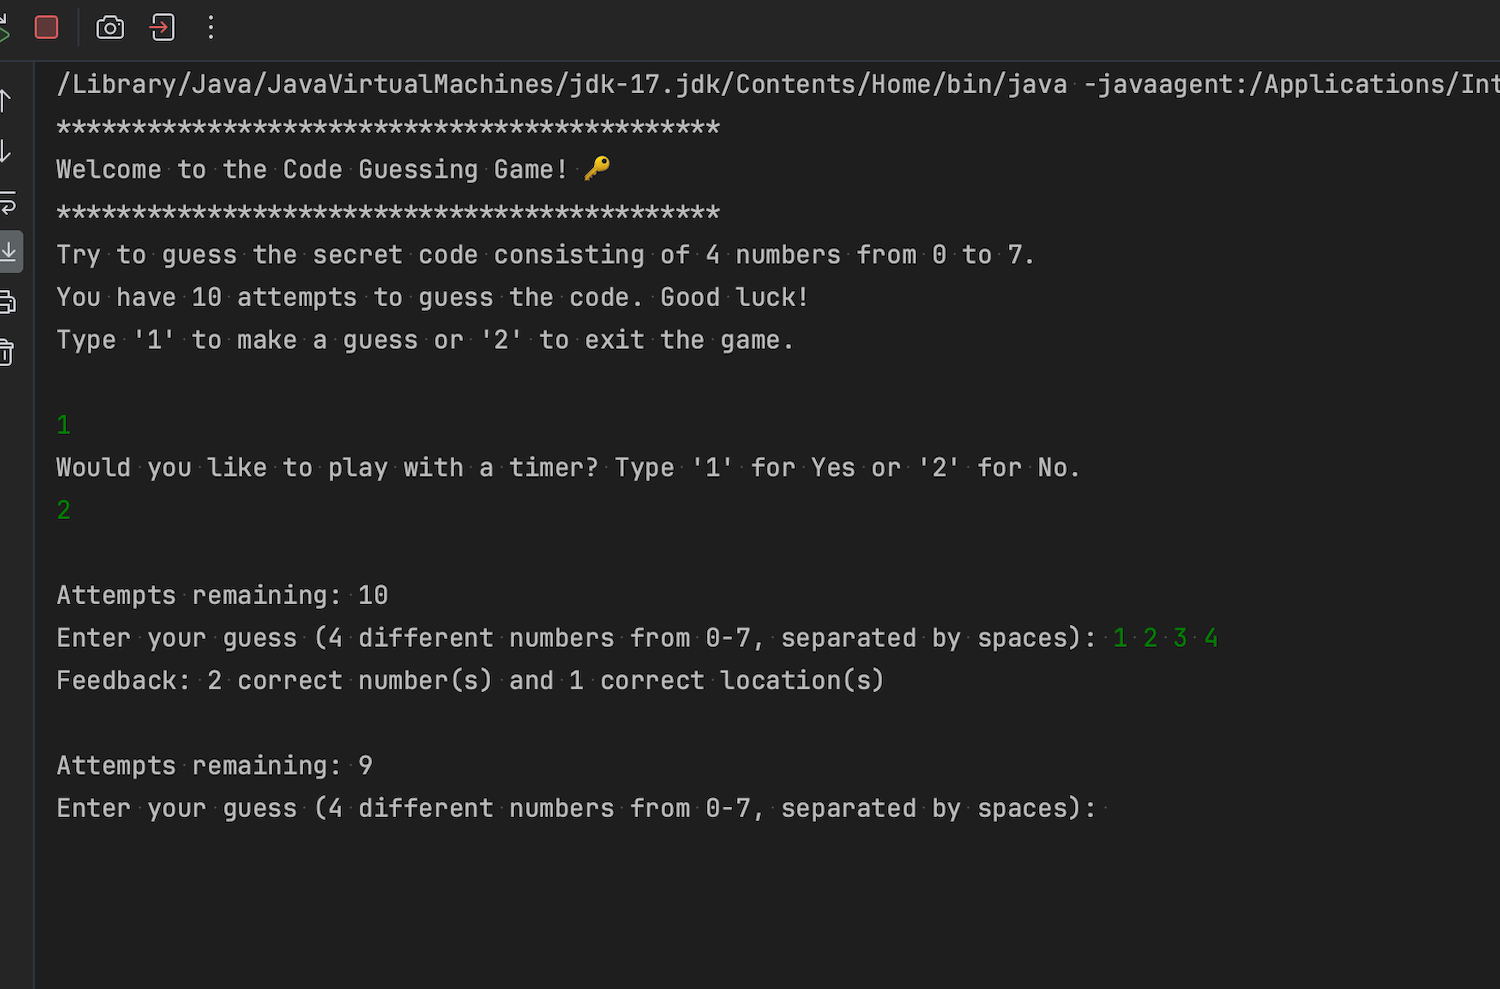 /Library/Java/JavaVirtualMachines/jdk-17.jdk/Contents/Home/bin/java -javaagent:/Applications/Int
********************************************
Welcome to the Code Guessing Game! 🔑
********************************************
Try to guess the secret code consisting of 4 numbers from 0 to 7.
You have 10 attempts to guess the code. Good luck!
Type '1' to make a guess or '2' to exit the game.
1
Would you like to play with a timer? Type '1' for Yes or '2' for No.
2
Attempts remaining: 10
Enter your guess (4 different numbers from 0-7, separated by spaces): 1 2 3 4
Feedback: 2 correct number(s) and 1 correct location(s)
Attempts remaining: 9
Enter your guess (4 different numbers from 0-7, separated by spaces):